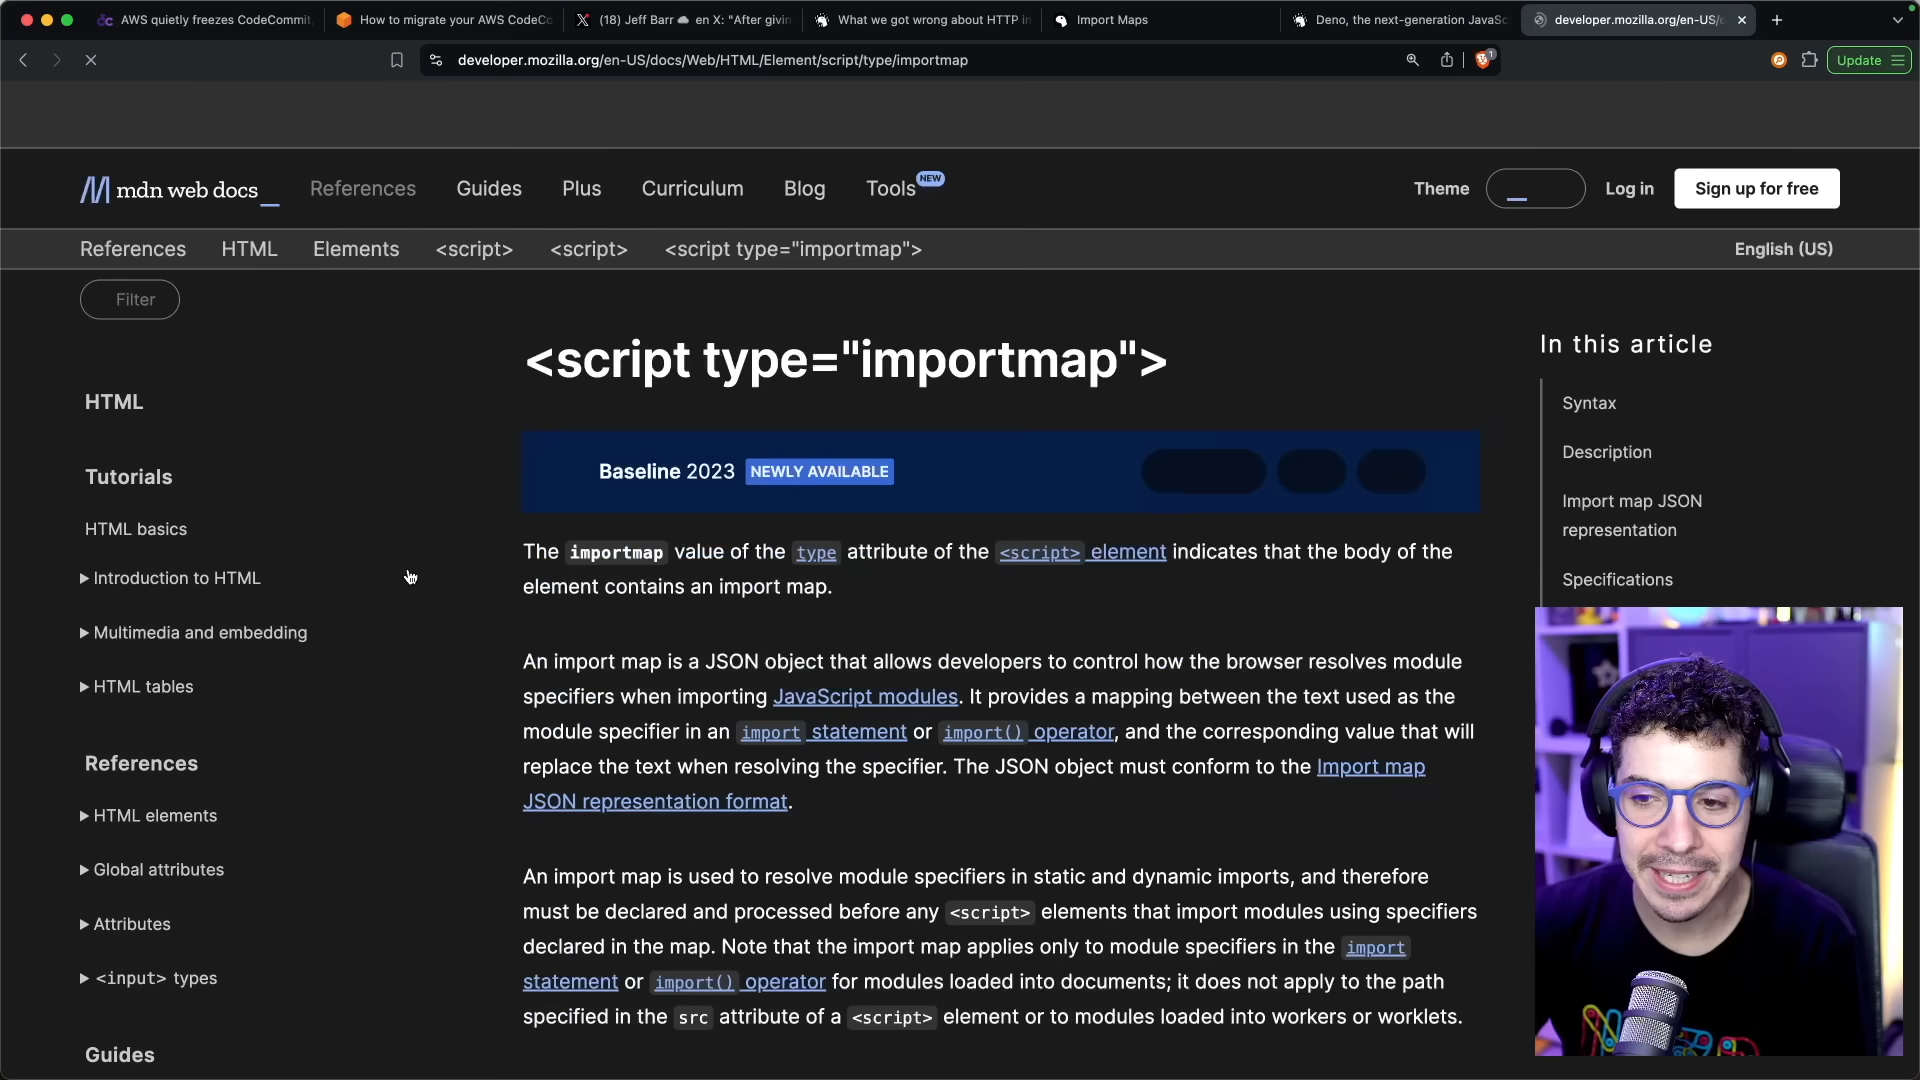 AWS quietly freezes CodeCommit,
How to migrate your AWS CodeCo
(18) Jeff Barr ☁️ en X: "After givin
What we got wrong about HTTP in
Import Maps
Deno, the next-generation JavaSc
developer.mozilla.org/en-US/
developer.mozilla.org/en-US/docs/Web/HTML/Element/script/type/importmap
1
Update
mdn web docs_
References
Guides
Plus
Curriculum
Blog
Tools
NEW
Theme
Log in
Sign up for free
References
HTML
Elements
<script>
<script>
<script type="importmap">
English (US)
Filter
HTML
Tutorials
HTML basics
Introduction to HTML
Multimedia and embedding
HTML tables
References
HTML elements
Global attributes
Attributes
<input> types
Guides
<script type="importmap">
Baseline 2023 NEWLY AVAILABLE
The importmap value of the type attribute of the <script> element indicates that the body of the
element contains an import map.
An import map is a JSON object that allows developers to control how the browser resolves module
specifiers when importing JavaScript modules. It provides a mapping between the text used as the
module specifier in an import statement or import() operator, and the corresponding value that will
replace the text when resolving the specifier. The JSON object must conform to the Import map
JSON representation format.
An import map is used to resolve module specifiers in static and dynamic imports, and therefore
must be declared and processed before any <script> elements that import modules using specifiers
declared in the map. Note that the import map applies only to module specifiers in the import
statement or import() operator for modules loaded into documents; it does not apply to the path
specified in the src attribute of a <script> element or to modules loaded into workers or worklets.
In this article
Syntax
Description
Import map JSON
representation
Specifications